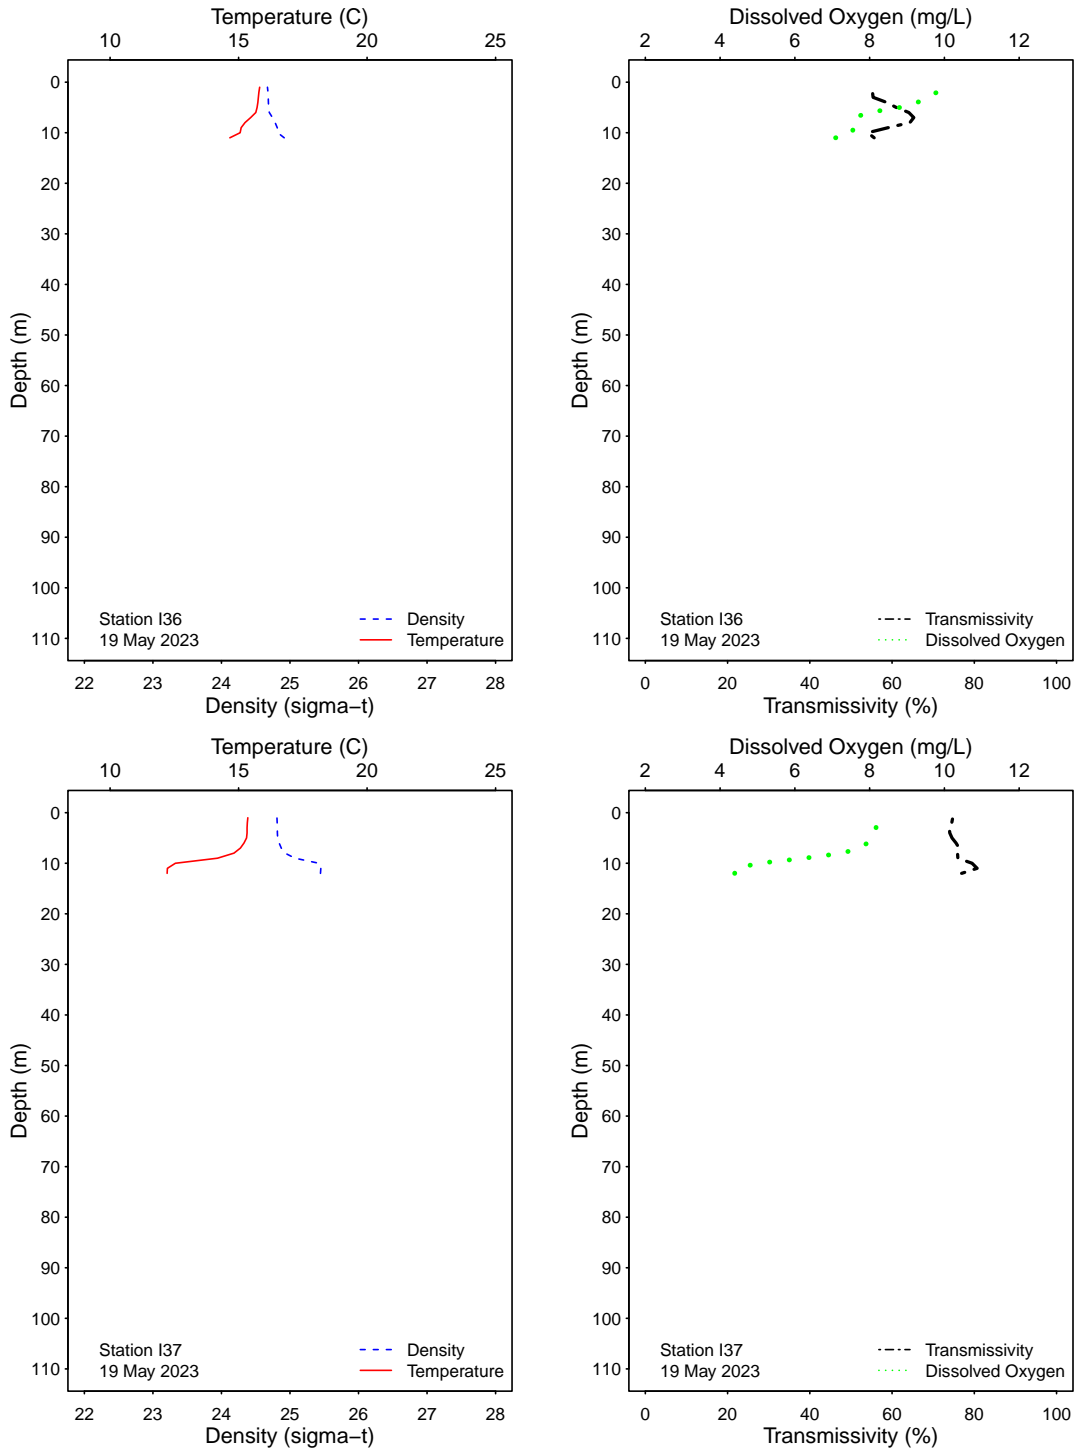 Temperature (C)
10 15 20 25
0
10
20
30
40
50
60
70
80
90
100
110
Depth (m)
Station I36
19 May 2023
Density
Temperature
22 23 24 25 26 27 28
Density (sigma−t)
Dissolved Oxygen (mg/L)
2 4 6 8 10 12
0
10
20
30
40
50
60
70
80
90
100
110
Depth (m)
Station I36
19 May 2023
Transmissivity
Dissolved Oxygen
0 20 40 60 80 100
Transmissivity (%)
Temperature (C)
10 15 20 25
0
10
20
30
40
50
60
70
80
90
100
110
Depth (m)
Station I37
19 May 2023
Density
Temperature
22 23 24 25 26 27 28
Density (sigma−t)
Dissolved Oxygen (mg/L)
2 4 6 8 10 12
0
10
20
30
40
50
60
70
80
90
100
110
Depth (m)
Station I37
19 May 2023
Transmissivity
Dissolved Oxygen
0 20 40 60 80 100
Transmissivity (%)